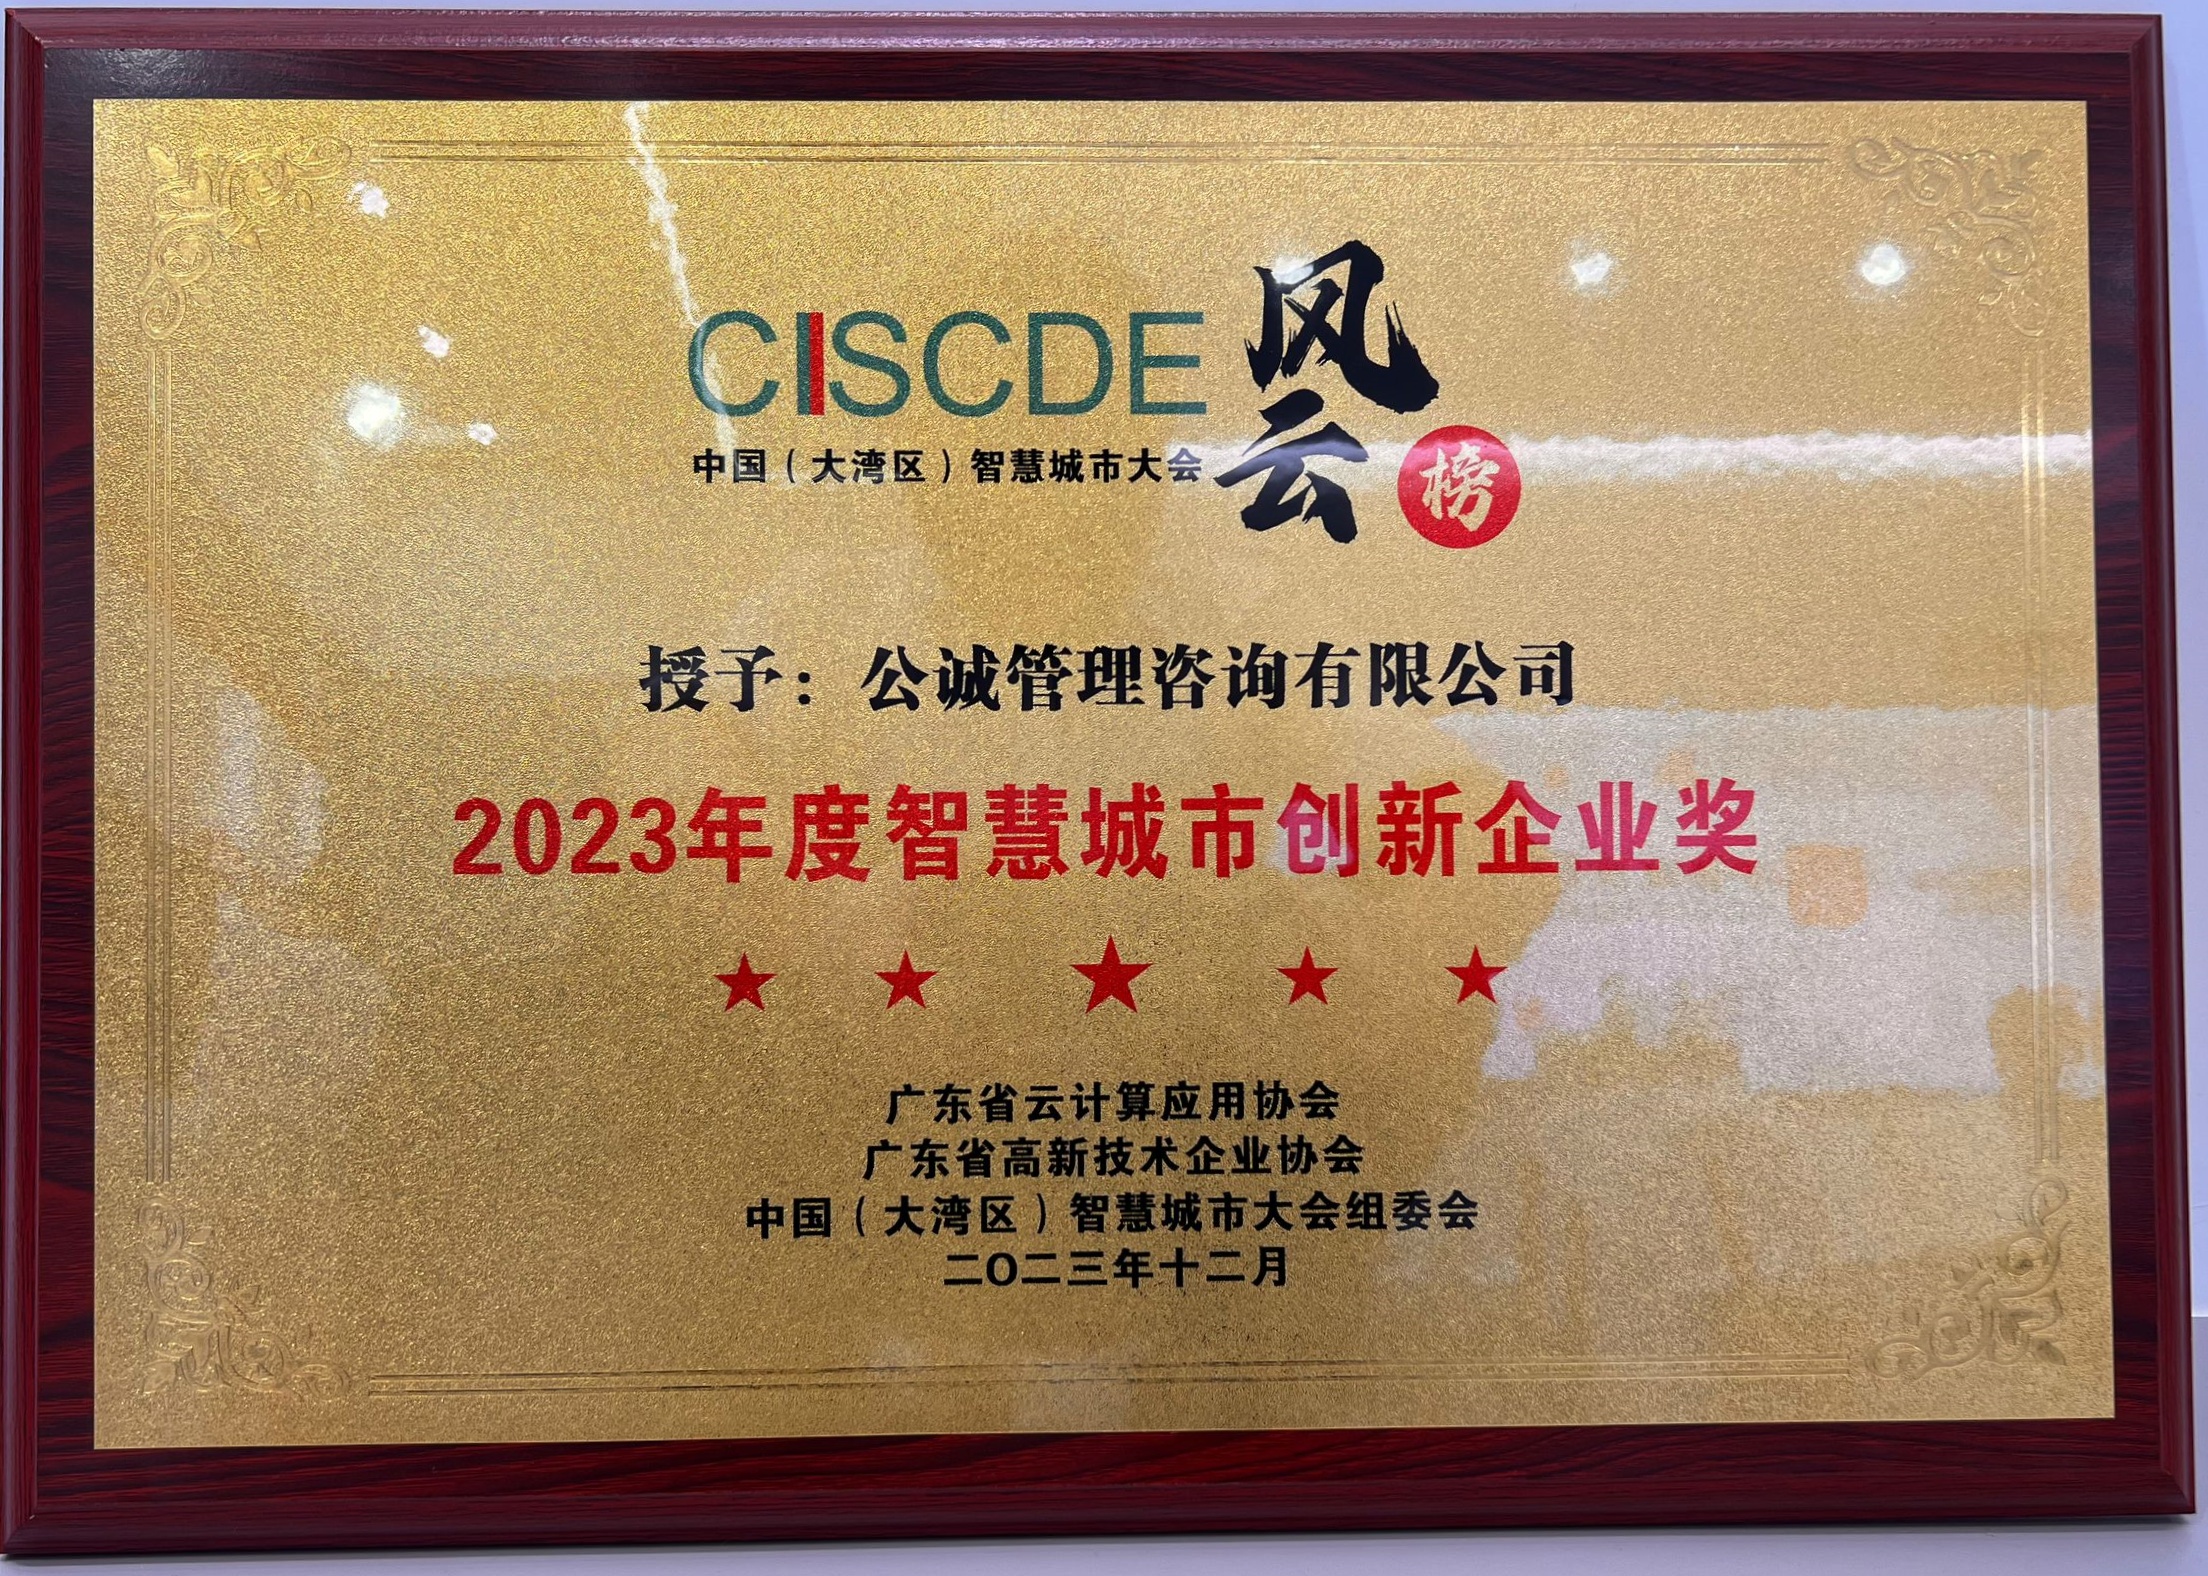 CISCDE
中国（大湾区）智慧城市大会
风云
榜
授予：公诚管理咨询有限公司
2023年度智慧城市创新企业奖
广东省云计算应用协会
广东省高新技术企业协会
中国（大湾区）智慧城市大会组委会
二〇二三年十二月